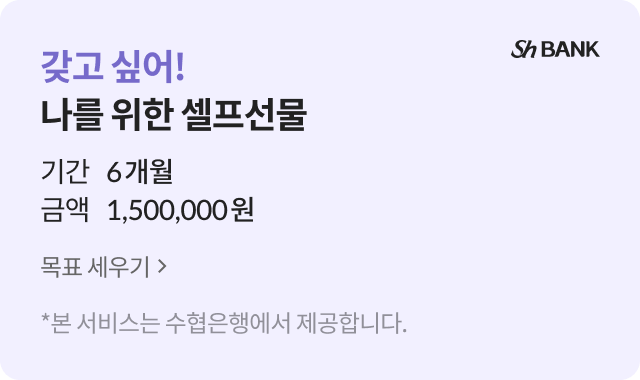 갖고 싶어!
Sh BANK
나를 위한 셀프선물
기간 6개월
금액 1,500,000원
목표 세우기 >
*본 서비스는 수협은행에서 제공합니다.